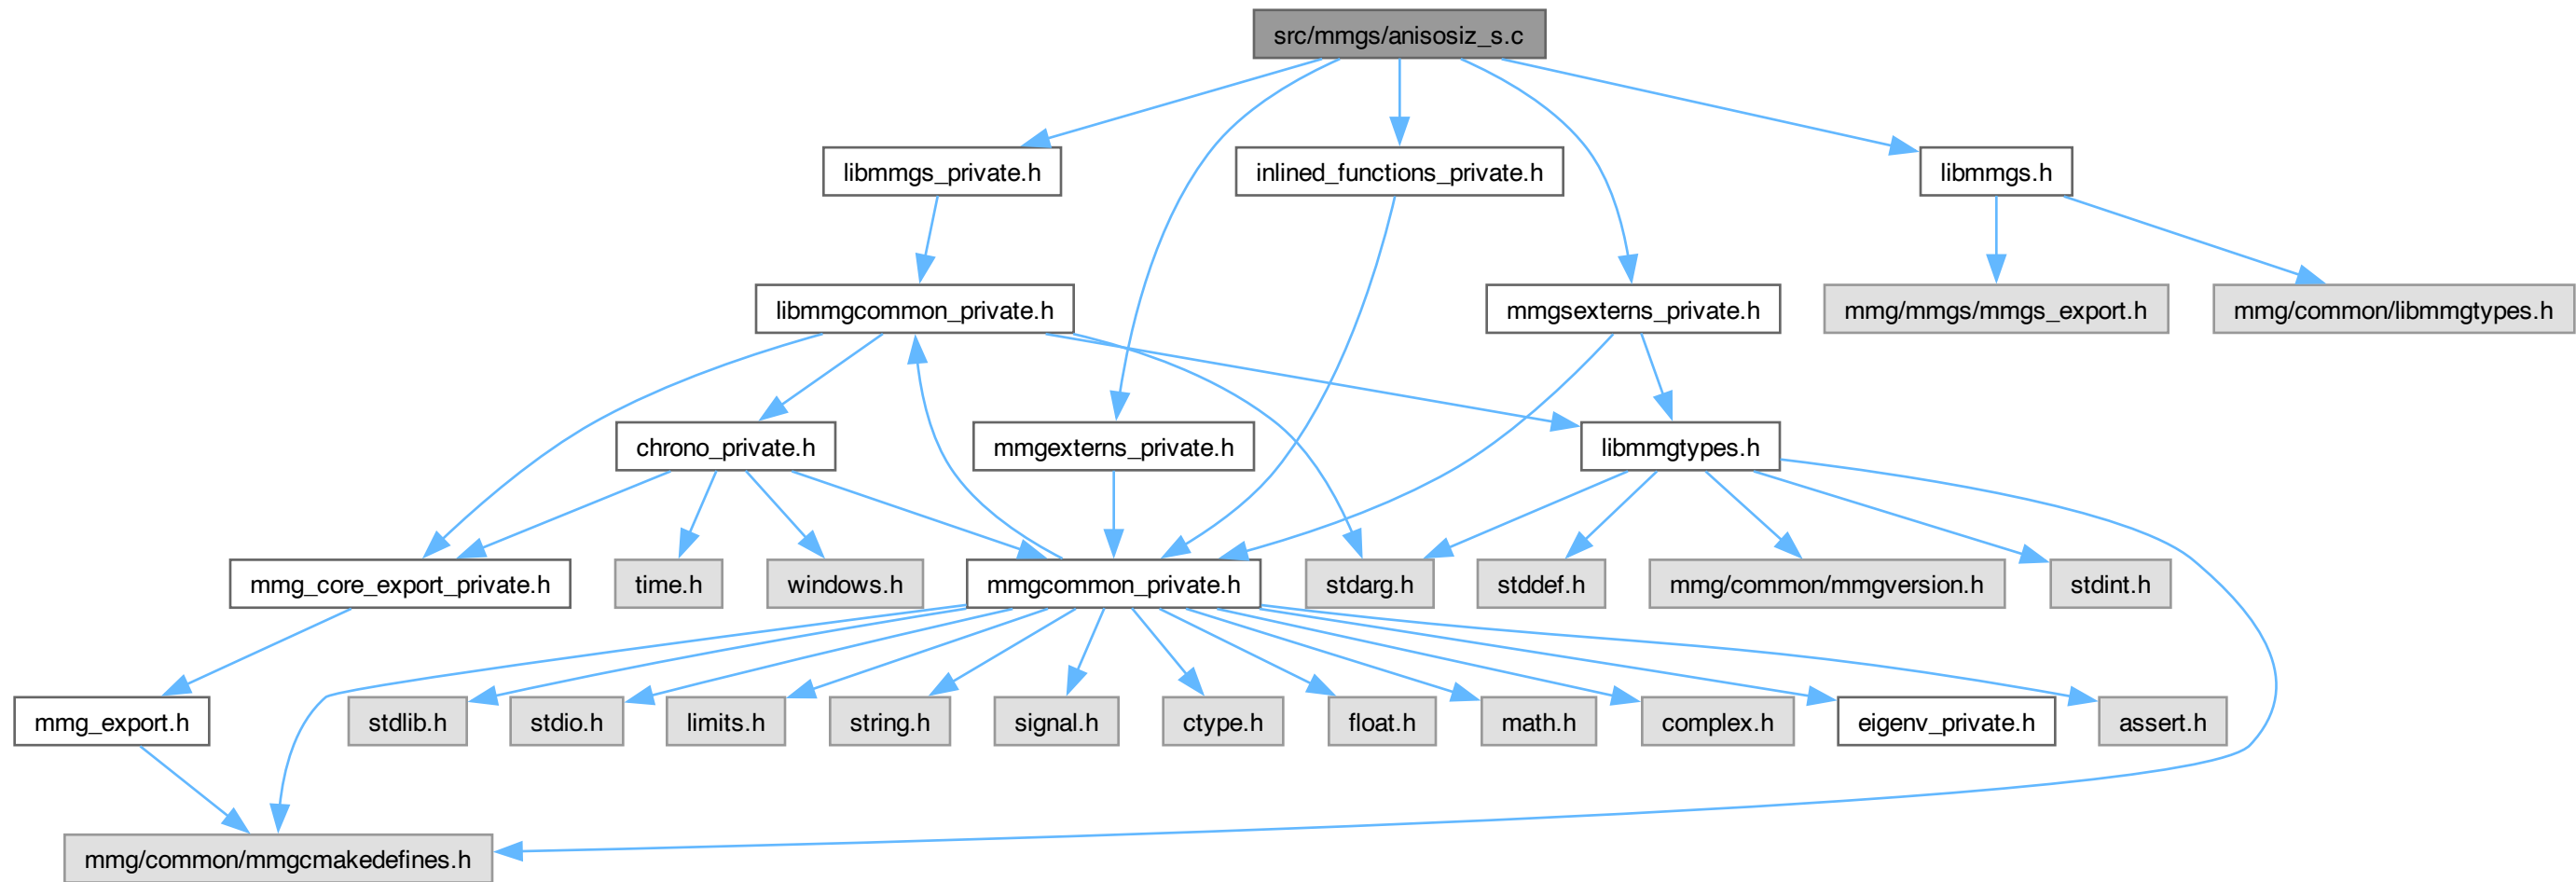 src/mmgs/anisosiz_s.c
libmmgs_private.h
inlined_functions_private.h
libmmgs.h
libmmgcommon_private.h
mmgsexterns_private.h
mmg/mmgs/mmgs_export.h
mmg/common/libmmgtypes.h
chrono_private.h
mmgexterns_private.h
libmmgtypes.h
mmg_core_export_private.h
time.h
windows.h
mmgcommon_private.h
stdarg.h
stddef.h
mmg/common/mmgversion.h
stdint.h
mmg_export.h
stdlib.h
stdio.h
limits.h
string.h
signal.h
ctype.h
float.h
math.h
complex.h
eigenv_private.h
assert.h
mmg/common/mmgcmakedefines.h